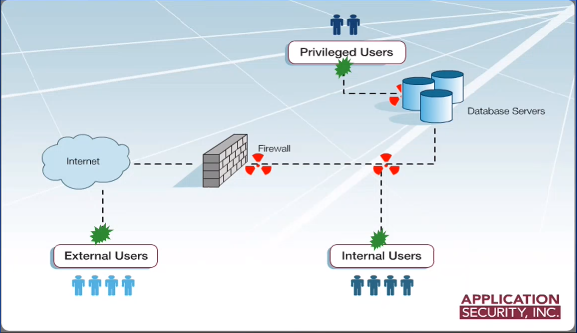 Privileged Users
Database Servers
Firewall
Internet
External Users
Internal Users
APPLICATION
SECURITY, INC.